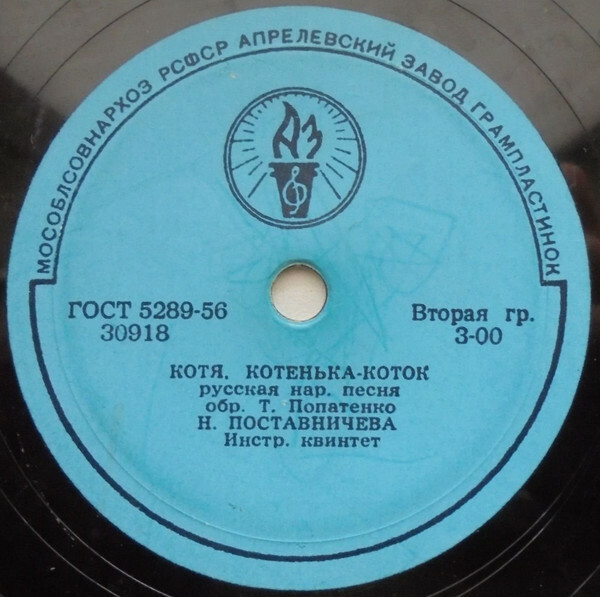 МОСОБЛСОВНАРХОЗ РСФСР АПРЕЛЕВСКИЙ ЗАВОД ГРАМПЛАСТИНОК
АЗ
ГОСТ 5289-56
30918
Вторая гр.
3-00
КОТЯ, КОТЕНЬКА-КОТОК
русская нар. песня
обр. Т. Попатенко
Н. ПОСТАВНИЧЕВА
Инстр. квинтет